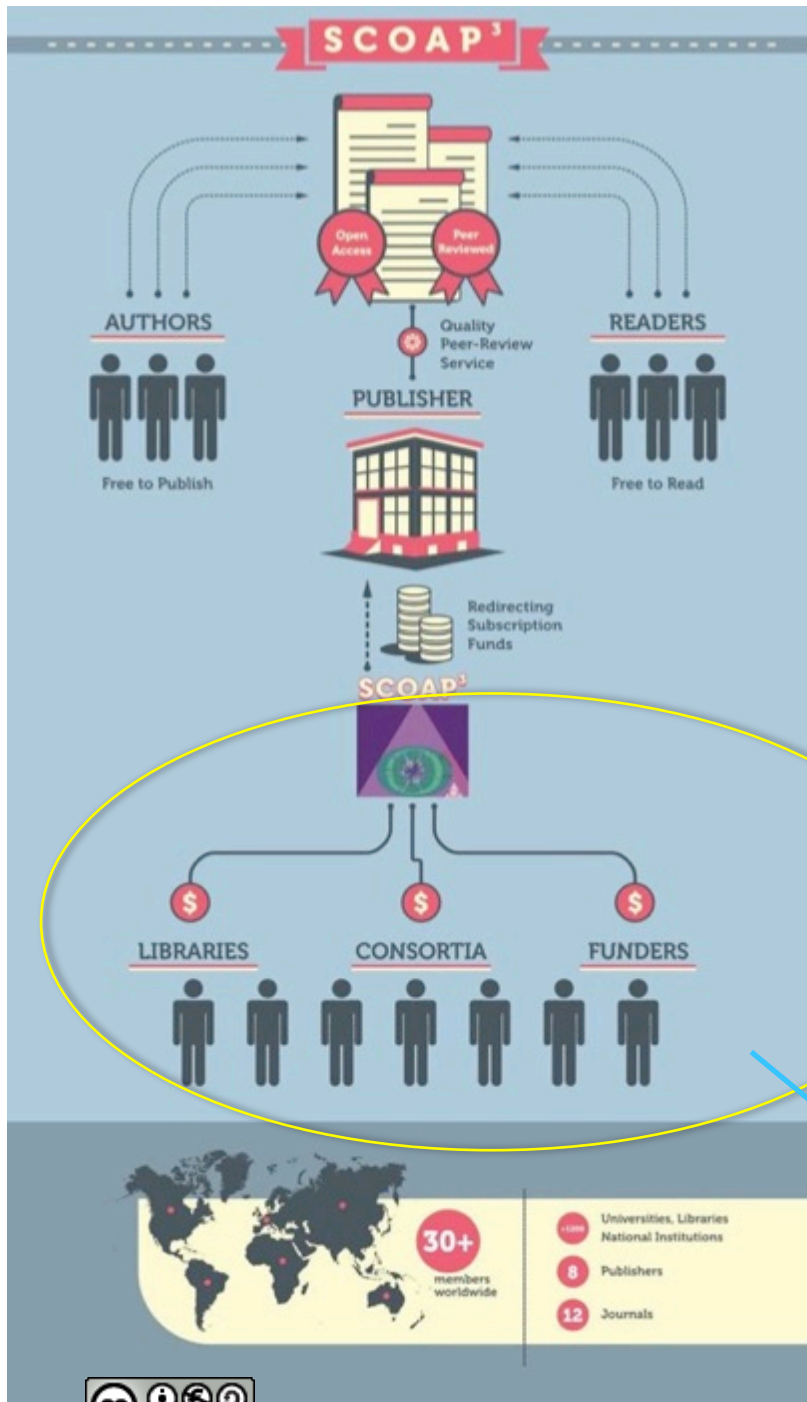 SCOAP³
Open
Access
Peer
Reviewed
AUTHORS
READERS
Quality
Peer-Review
Service
PUBLISHER
Free to Publish
Free to Read
Redirecting
Subscription
Funds
SCOAP³
$
$
$
LIBRARIES
CONSORTIA
FUNDERS
30+
members
worldwide
Universities, Libraries
National Institutions
8
Publishers
12
Journals
cc